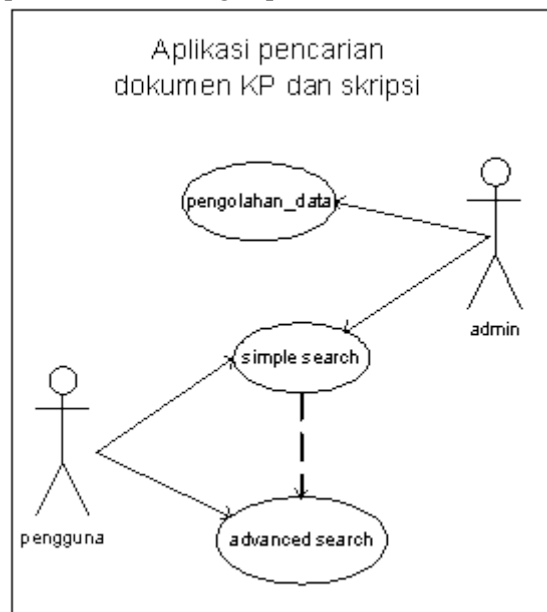 Aplikasi pencarian
dokumen KP dan skripsi
pengolahan_data
admin
simple search
pengguna
advanced search